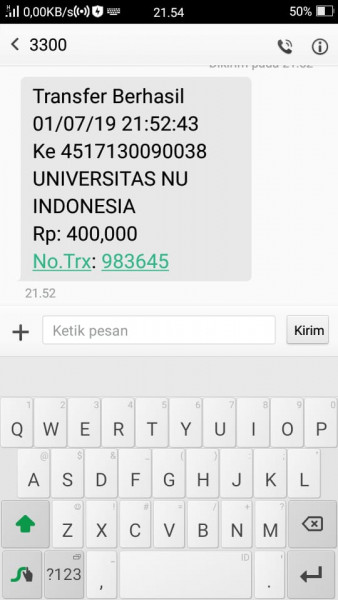 0,00KB/s
21.54
50%
3300
Dikirim pada 21.52
Transfer Berhasil
01/07/19 21:52:43
Ke 4517130090038
UNIVERSITAS NU
INDONESIA
Rp: 400,000
No.Trx: 983645
21.52
Ketik pesan
Kirim
1 2 3 4 5 6 7 8 9 0
Q W E R T Y U I O P
@ $ & _ ( ) : ; "
A S D F G H J K L
! # = / + ?
Z X C V B N M
?123
,
ID
.